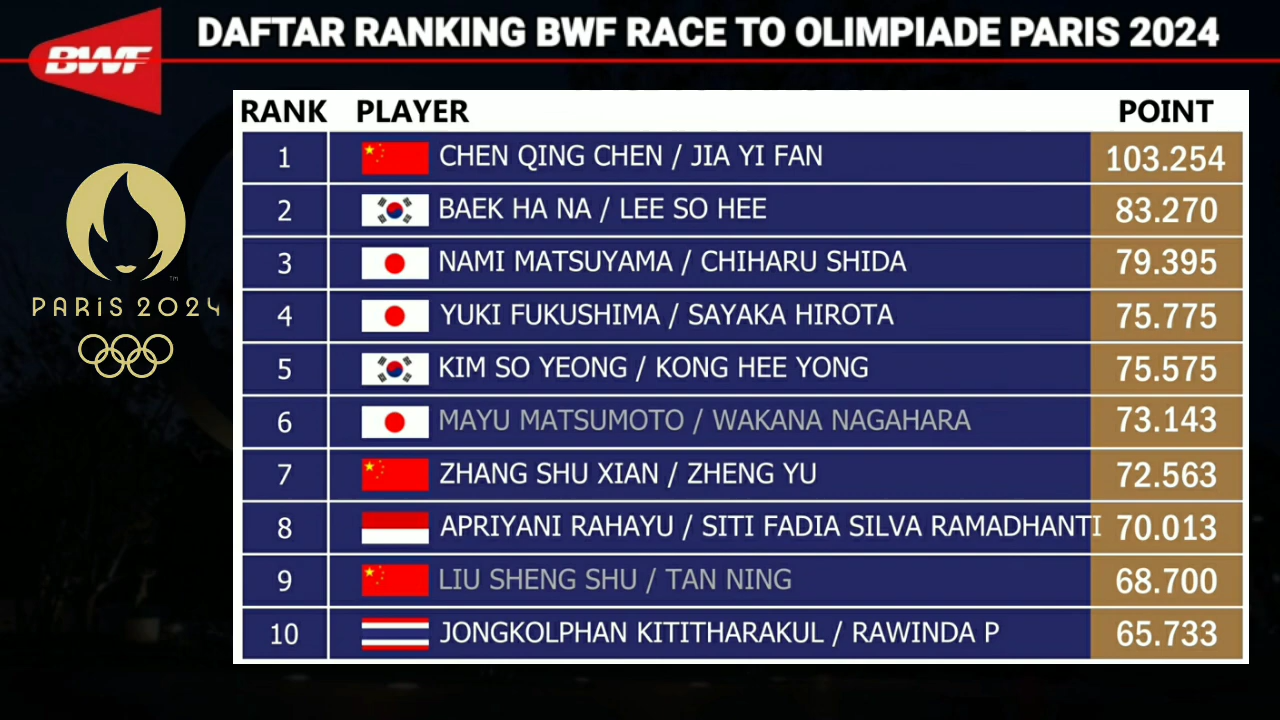 DAFTAR RANKING BWF RACE TO OLIMPIADE PARIS 2024
BWF
RANK PLAYER POINT
1 CHEN QING CHEN / JIA YI FAN 103.254
2 BAEK HA NA / LEE SO HEE 83.270
3 NAMI MATSUYAMA / CHIHARU SHIDA 79.395
4 YUKI FUKUSHIMA / SAYAKA HIROTA 75.775
5 KIM SO YEONG / KONG HEE YONG 75.575
6 MAYU MATSUMOTO / WAKANA NAGAHARA 73.143
7 ZHANG SHU XIAN / ZHENG YU 72.563
8 APRIYANI RAHAYU / SITI FADIA SILVA RAMADHANTI 70.013
9 LIU SHENG SHU / TAN NING 68.700
10 JONGKOLPHAN KITITHARAKUL / RAWINDA P 65.733
™
PARIS 2024